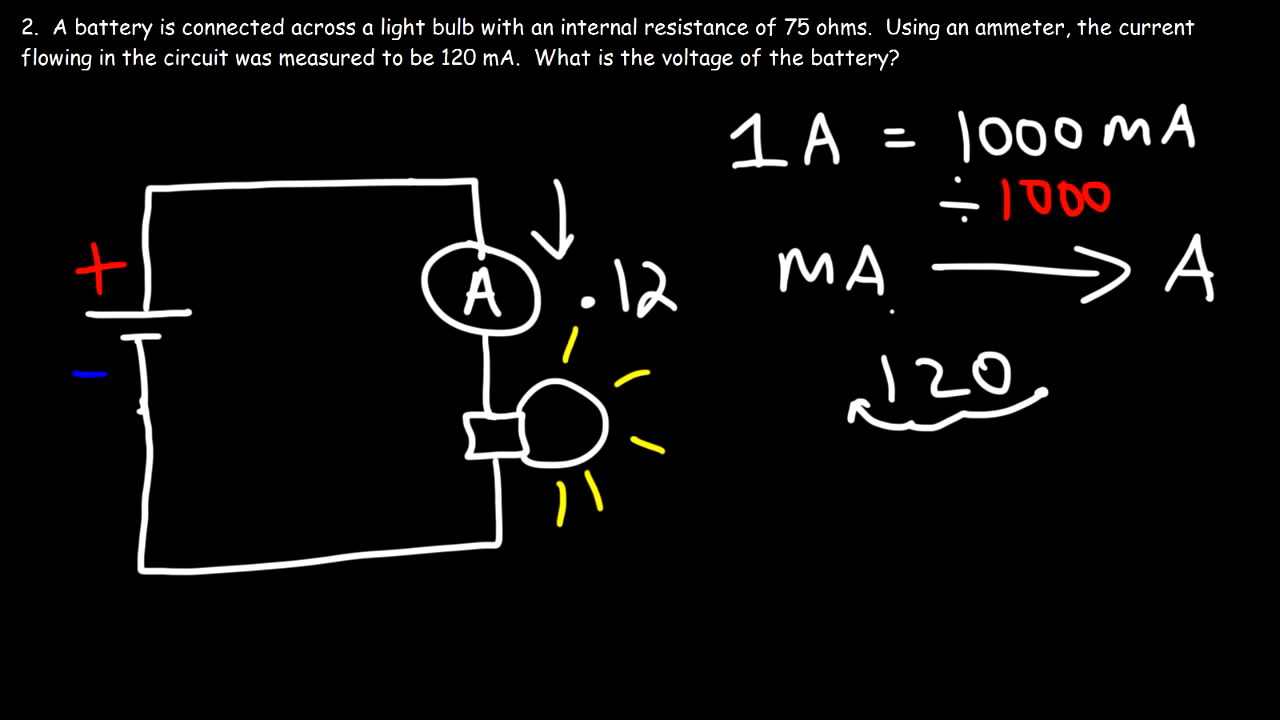 2. A battery is connected across a light bulb with an internal resistance of 75 ohms. Using an ammeter, the current
flowing in the circuit was measured to be 120 mA. What is the voltage of the battery?
1 A = 1000 mA
÷ 1000
mA → A
+
A
.12
120
-